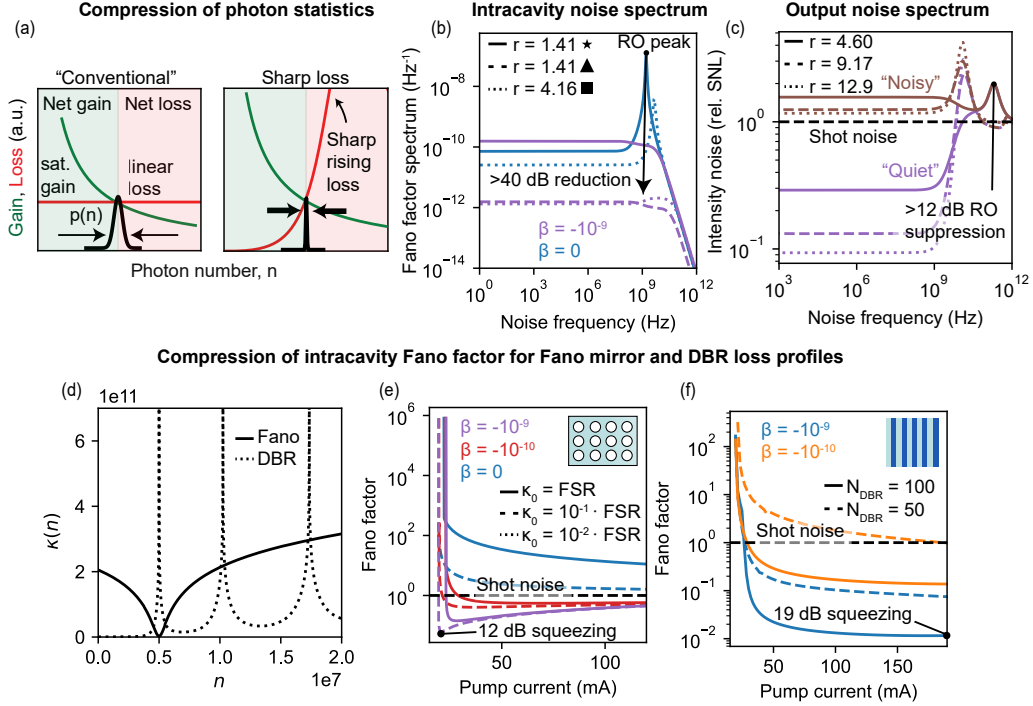 Compression of photon statistics
(a)
"Conventional"
Sharp loss
Net gain
Net loss
sat.
gain
linear
loss
p(n)
Sharp
rising
loss
Gain, Loss (a.u.)
Photon number, n
Intracavity noise spectrum
(b)
r = 1.41 ★
r = 1.41 ▲
r = 4.16 ■
RO peak
>40 dB reduction
β = -10⁻⁹
β = 0
Fano factor spectrum (Hz⁻¹)
10⁻⁸
10⁻¹⁰
10⁻¹²
10⁻¹⁴
10⁰ 10³ 10⁶ 10⁹ 10¹²
Noise frequency (Hz)
Output noise spectrum
(c)
r = 4.60
r = 9.17
r = 12.9
"Noisy"
Shot noise
"Quiet"
>12 dB RO
suppression
Intensity noise (rel. SNL)
10¹
10⁰
10⁻¹
10³ 10⁶ 10⁹ 10¹²
Noise frequency (Hz)
Compression of intracavity Fano factor for Fano mirror and DBR loss profiles
(d)
1e11
Fano
DBR
κ(n)
6
4
2
0
0.0 0.5 1.0 1.5 2.0
n
1e7
(e)
β = -10⁻⁹
β = -10⁻¹⁰
β = 0
κ₀ = FSR
κ₀ = 10⁻¹ · FSR
κ₀ = 10⁻² · FSR
Shot noise
12 dB squeezing
Fano factor
10⁶
10⁴
10²
10⁰
50 100
Pump current (mA)
(f)
β = -10⁻⁹
β = -10⁻¹⁰
N_DBR = 100
N_DBR = 50
Shot noise
19 dB squeezing
Fano factor
10²
10¹
10⁰
10⁻¹
10⁻²
50 100 150
Pump current (mA)